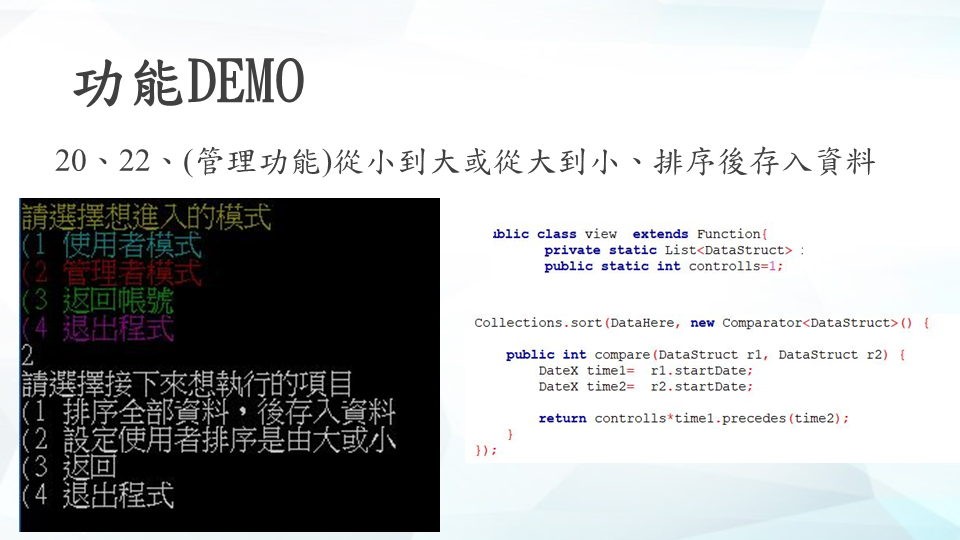 功能DEMO
20、22、(管理功能)從小到大或從大到小、排序後存入資料
請選擇想進入的模式
(1 使用者模式
(2 管理者模式
(3 返回帳號
(4 退出程式
2
請選擇接下來想執行的項目
(1 排序全部資料，後存入資料
(2 設定使用者排序是由大或小
(3 返回
(4 退出程式
ublic class view extends Function{
private static List<DataStruct> :
public static int controlls=1;
Collections.sort(DataHere, new Comparator<DataStruct>() {
public int compare(DataStruct r1, DataStruct r2) {
DateX time1= r1.startDate;
DateX time2= r2.startDate;
return controlls*time1.precedes(time2);
}
});